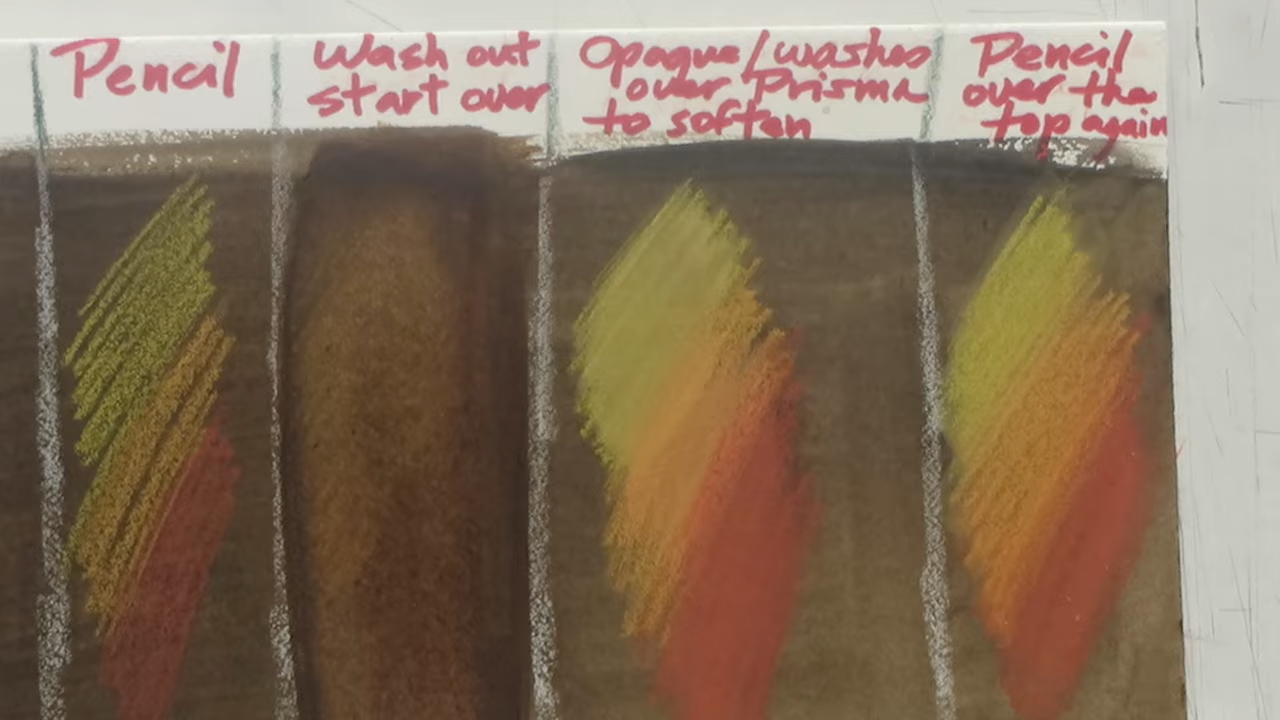 Pencil
Wash out
start over
Opaque/washes
over Prisma
to soften
Pencil
over the
top again